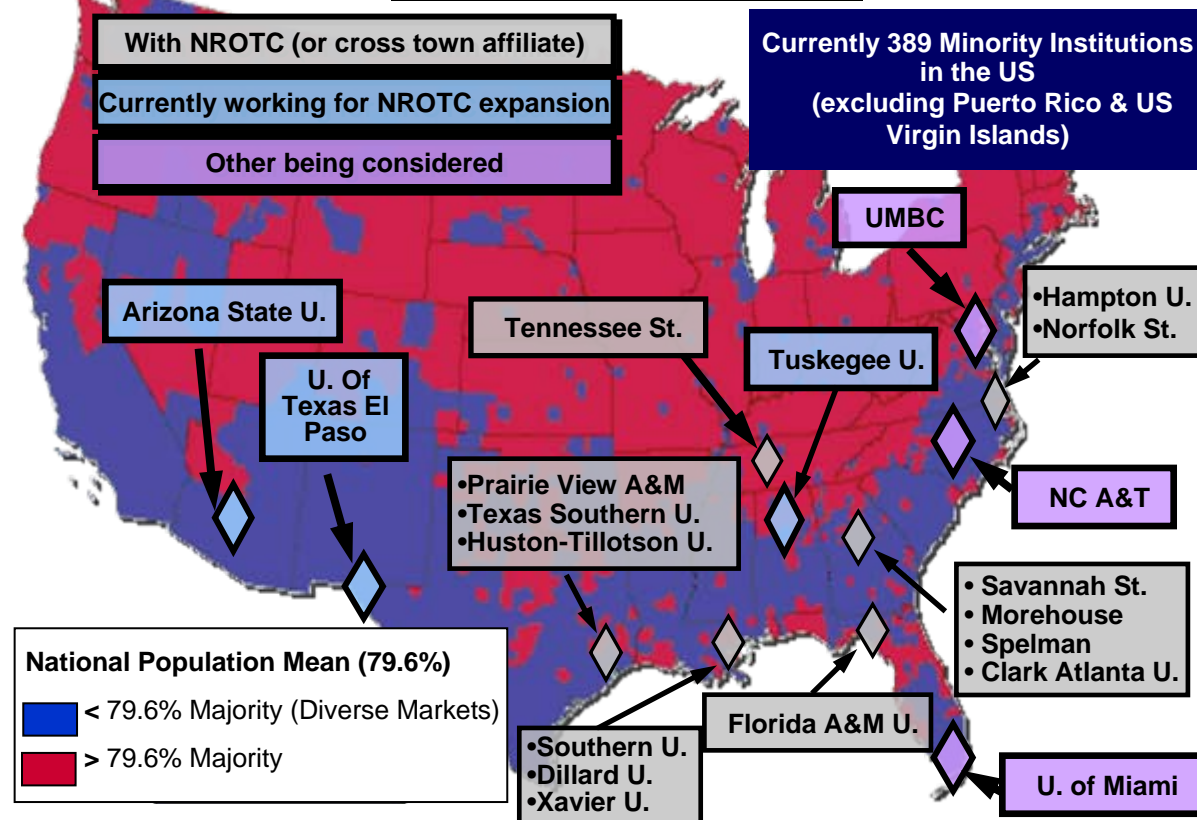 With NROTC (or cross town affiliate)
Currently working for NROTC expansion
Other being considered
Currently 389 Minority Institutions
in the US
(excluding Puerto Rico & US
Virgin Islands)
UMBC
•Hampton U.
•Norfolk St.
Arizona State U.
Tennessee St.
Tuskegee U.
U. Of
Texas El
Paso
•Prairie View A&M
•Texas Southern U.
•Huston-Tillotson U.
NC A&T
• Savannah St.
• Morehouse
• Spelman
• Clark Atlanta U.
National Population Mean (79.6%)
< 79.6% Majority (Diverse Markets)
> 79.6% Majority
Florida A&M U.
•Southern U.
•Dillard U.
•Xavier U.
U. of Miami